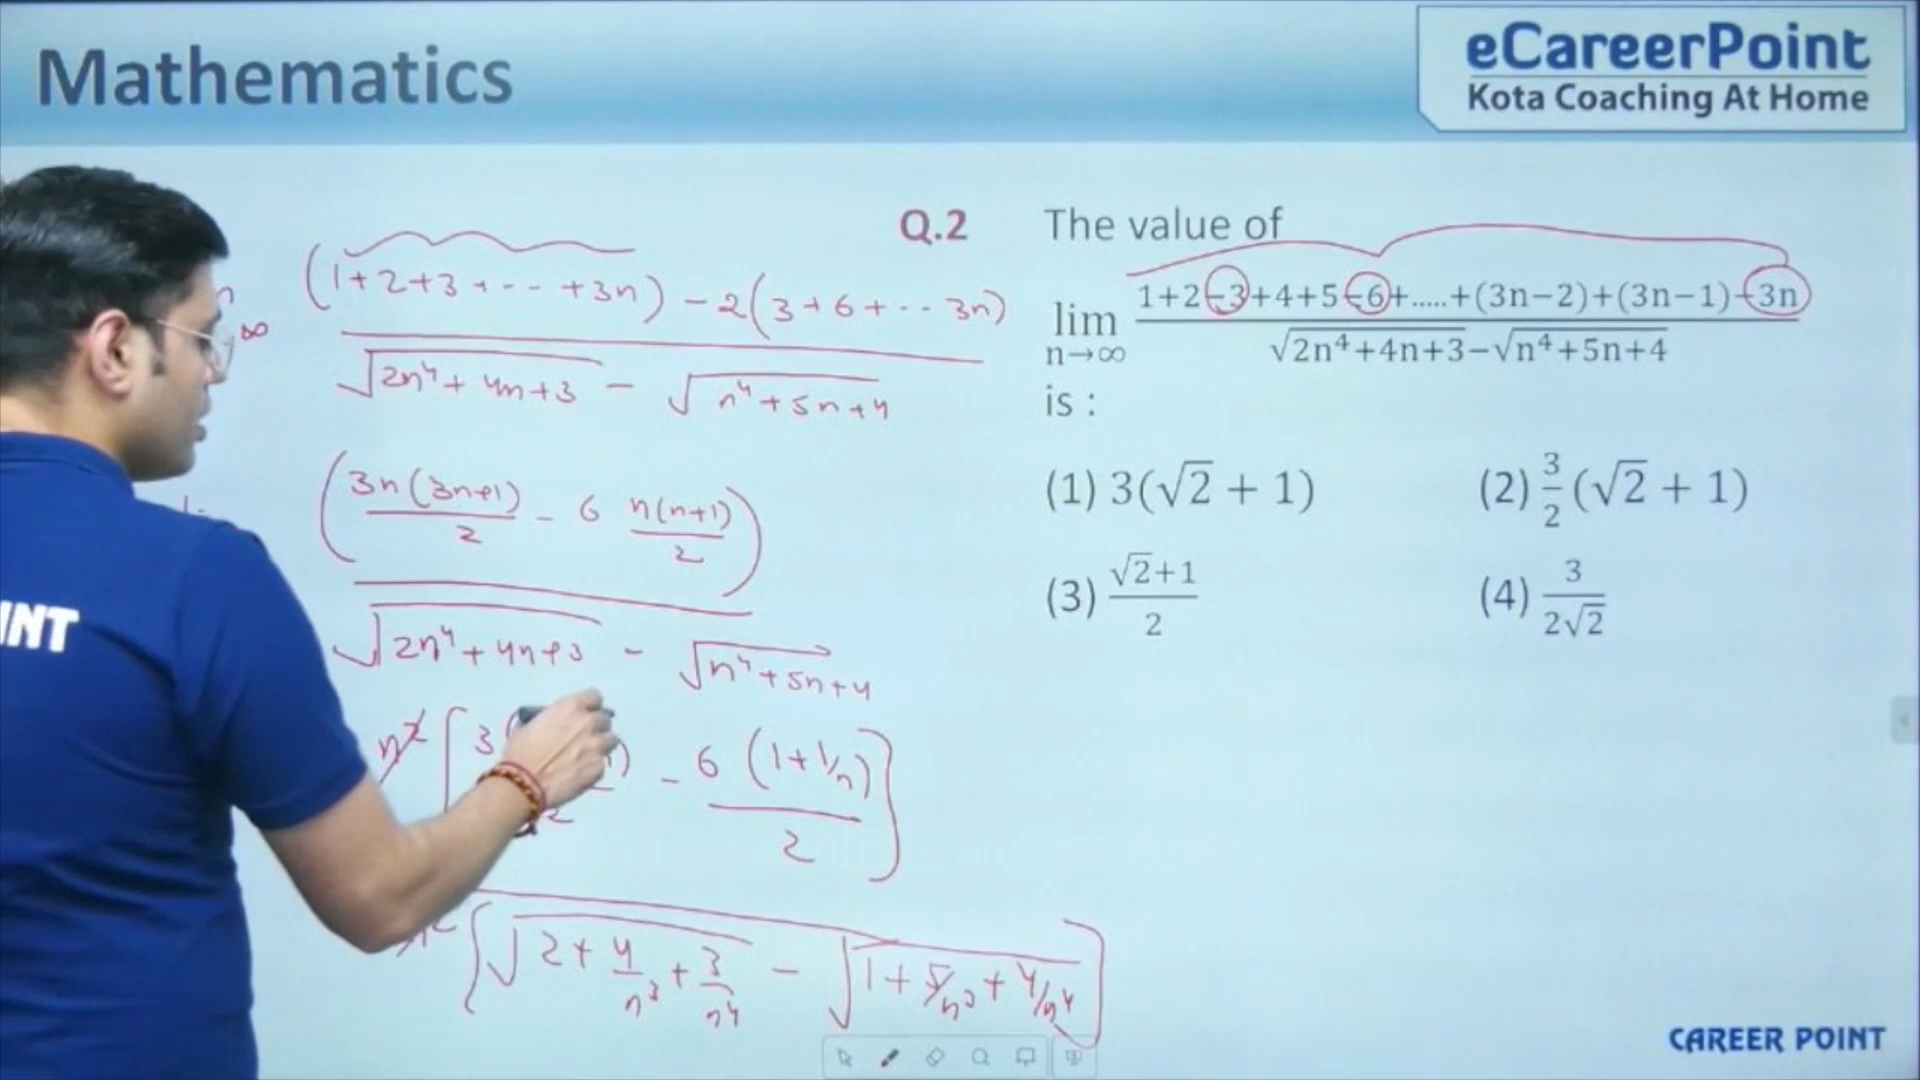 Mathematics
eCareerPoint
Kota Coaching At Home
Q.2 The value of
lim n→∞ (1+2−3+4+5−6+.....+(3n−2)+(3n−1)−3n) / (√2n⁴+4n+3−√n⁴+5n+4)
is :
(1) 3(√2 + 1)
(2) 3/2 (√2 + 1)
(3) √2+1 / 2
(4) 3 / 2√2
(1+2+3+--+3n) −2(3+6+··3n)
√2n⁴+4n+3 − √n⁴+5n+4
(3n(3n+1)/2 − 6 n(n+1)/2)
√2n⁴+4n+3 − √n⁴+5n+4
n² [3 2 − 6 (1+1/n)/2]
[√2+4/n³+3/n⁴ − √1+5/n³+4/n⁴]
INT
CAREER POINT